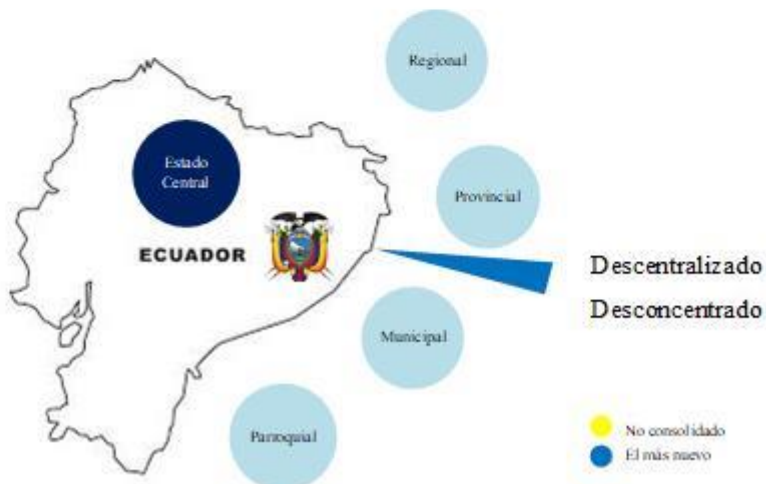 Regional
Estado
Central
Provincial
ECUADOR
Descentralizado
Desconcentrado
Municipal
Parroquial
No consolidado
El más nuevo